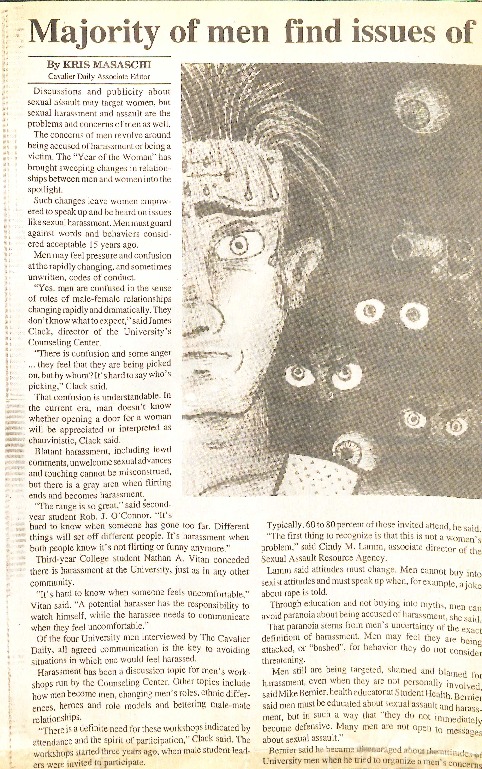 Majority of men find issues of
By KRIS MASASCHI
Cavalier Daily Associate Editor
Discussions and publicity about
sexual assault may target women, but
sexual harassment and assault are the
problems and concerns of men as well.
The concerns of men revolve around
being accused of harassment or being a
victim. The "Year of the Woman" has
brought sweeping changes in relation-
ships between men and women into the
spotlight.
Such changes leave women empow-
ered to speak up and be heard on issues
like sexual harassment. Men must guard
against words and behaviors consid-
ered acceptable 15 years ago.
Men may feel pressure and confusion
at the rapidly changing, and sometimes
unwritten, codes of conduct.
"Yes, men are confused in the sense
of rules of male-female relationships
changing rapidly and dramatically. They
don't know what to expect," said James
Clack, director of the University's
Counseling Center.
"There is confusion and some anger
... they feel that they are being picked
on, but by whom? It's hard to say who's
picking," Clack said.
That confusion is understandable. In
the current era, man doesn't know
whether opening a door for a woman
will be appreciated or interpreted as
chauvinistic, Clack said.
Blatant harassment, including lewd
comments, unwelcome sexual advances
and touching cannot be misconstrued,
but there is a gray area when flirting
ends and becomes harassment.
"The range is so great," said second-
year student Rob. J. O'Connor. "It's
hard to know when someone has gone too far. Different
things will set off different people. It's harassment when
both people know it's not flirting or funny anymore."
Third-year College student Nathan A. Vitan conceded
there is harassment at the University, just as in any other
community.
"It's hard to know when someone feels uncomfortable,"
Vitan said. "A potential harasser has the responsibility to
watch himself, while the harassee needs to communicate
when they feel uncomfortable."
Of the four University men interviewed by The Cavalier
Daily, all agreed communication is the key to avoiding
situations in which one would feel harassed.
Harassment has been a discussion topic for men's work-
shops run by the Counseling Center. Other topics include
how men become men, changing men's roles, ethnic differ-
ences, heroes and role models and bettering male-male
relationships.
"There is a definite need for these workshops indicated by
attendance and the spirit of participation," Clack said. The
workshops started three years ago, when male student lead-
ers were invited to participate.
Typically, 60 to 80 percent of those invited attend, he said.
"The first thing to recognize is that this is not a women's
problem," said Cindy M. Lamm, associate director of the
Sexual Assault Resource Agency.
Lamm said attitudes must change. Men cannot buy into
sexist attitudes and must speak up when, for example, a joke
about rape is told.
Through education and not buying into myths, men can
avoid paranoia about being accused of harassment, she said.
That paranoia stems from men's uncertainty of the exact
definition of harassment. Men may feel they are being
attacked, or "bashed", for behavior they do not consider
threatening.
Men still are being targeted, shamed and blamed for
harassment, even when they are not personally involved,
said Mike Bernier, health educator at Student Health. Bernier
said men must be educated about sexual assault and harass-
ment, but in such a way that "they do not immediately
become defensive. Many men are not open to messages
about sexual assault."
Bernier said he became discouraged about the attitudes of
University men when he tried to organize a men's concerns